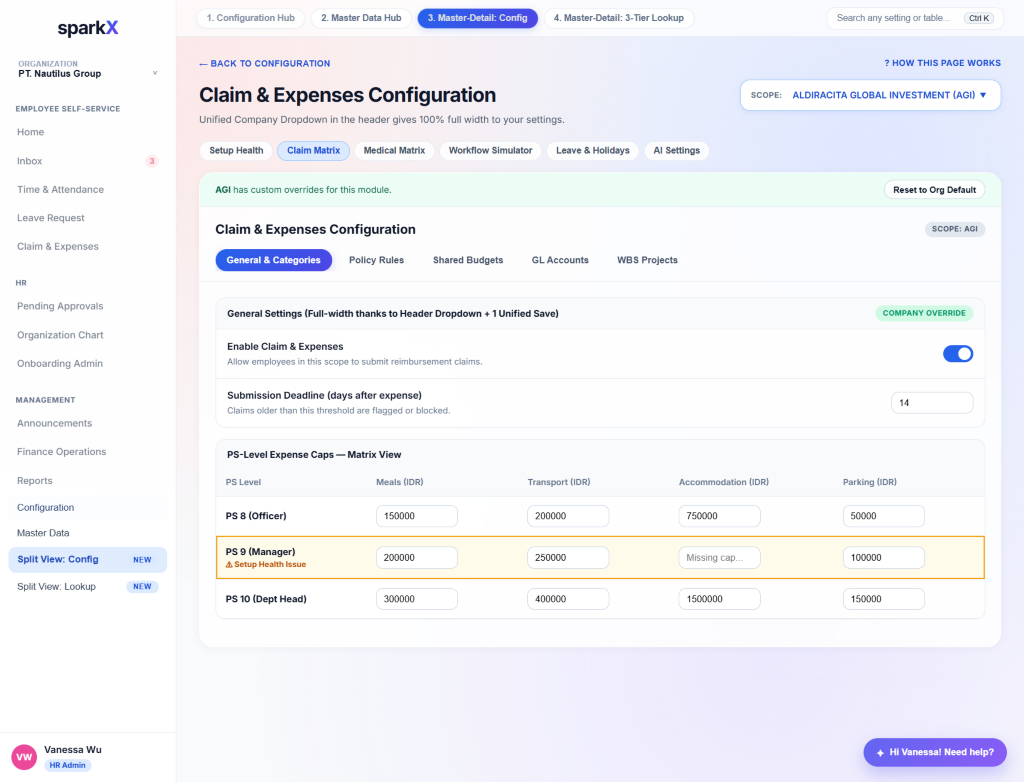 sparkX
ORGANIZATION
PT. Nautilus Group
EMPLOYEE SELF-SERVICE
Home
Inbox 3
Time & Attendance
Leave Request
Claim & Expenses
HR
Pending Approvals
Organization Chart
Onboarding Admin
MANAGEMENT
Announcements
Finance Operations
Reports
Configuration
Master Data
Split View: Config NEW
Split View: Lookup NEW
VW
Vanessa Wu
HR Admin
1. Configuration Hub 2. Master Data Hub 3. Master-Detail: Config 4. Master-Detail: 3-Tier Lookup Search any setting or table... Ctrl K
← BACK TO CONFIGURATION ? HOW THIS PAGE WORKS
Claim & Expenses Configuration
SCOPE: ALDIRACITA GLOBAL INVESTMENT (AGI) ▼
Unified Company Dropdown in the header gives 100% full width to your settings.
Setup Health Claim Matrix Medical Matrix Workflow Simulator Leave & Holidays AI Settings
AGI has custom overrides for this module. Reset to Org Default
Claim & Expenses Configuration SCOPE: AGI
General & Categories Policy Rules Shared Budgets GL Accounts WBS Projects
General Settings (Full-width thanks to Header Dropdown + 1 Unified Save) COMPANY OVERRIDE
Enable Claim & Expenses
Allow employees in this scope to submit reimbursement claims.
Submission Deadline (days after expense)
Claims older than this threshold are flagged or blocked.
14
PS-Level Expense Caps — Matrix View
PS Level Meals (IDR) Transport (IDR) Accommodation (IDR) Parking (IDR)
PS 8 (Officer) 150000 200000 750000 50000
PS 9 (Manager) 200000 250000 Missing cap... 100000
⚠ Setup Health Issue
PS 10 (Dept Head) 300000 400000 1500000 150000
✦ Hi Vanessa! Need help?